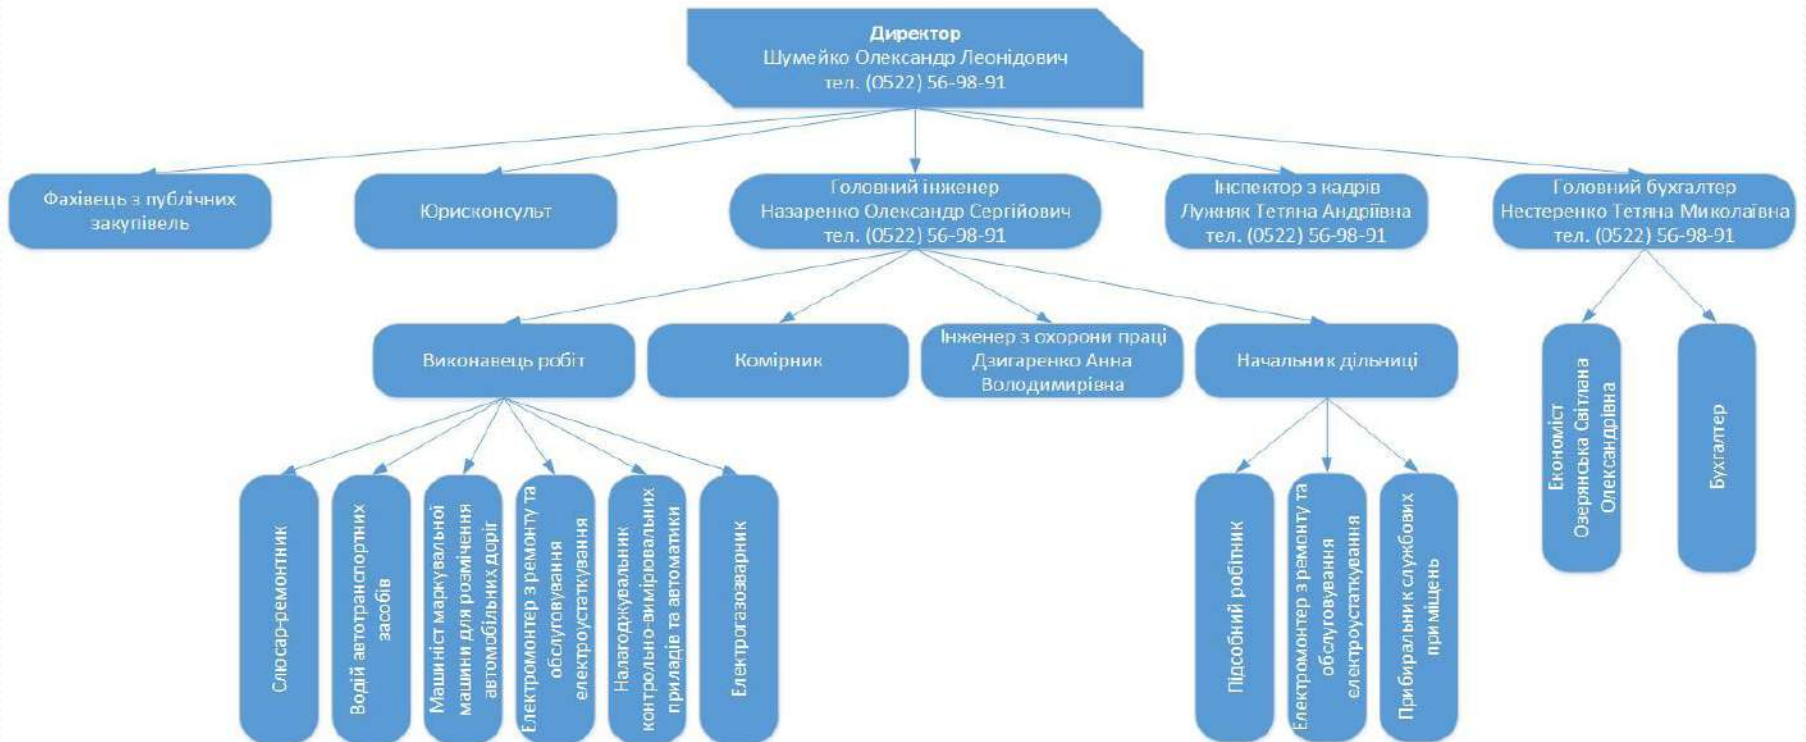 Директор
Шумейко Олександр Леонідович
тел. (0522) 56-98-91
Фахівець з публічних
закупівель
Юрисконсульт
Головний інженер
Назаренко Олександр Сергійович
тел. (0522) 56-98-91
Інспектор з кадрів
Лужняк Тетяна Андріївна
тел. (0522) 56-98-91
Головний бухгалтер
Нестеренко Тетяна Миколаївна
тел. (0522) 56-98-91
Виконавець робіт
Комірник
Інженер з охорони праці
Дзигаренко Анна
Володимирівна
Начальник дільниці
Економіст
Озерянська Світлана
Олександрівна
Бухгалтер
Слюсар-ремонтник
Водій автотранспортних
засобів
Машиніст маркувальної
машини для розмічення
автомобільних доріг
Електромонтер з ремонту та
обслуговування
електроустаткування
Налагоджувальник
контрольно-вимірювальних
приладів та автоматики
Електрогазозварник
Підсобний робітник
Електромонтер з ремонту та
обслуговування
електроустаткування
Прибиральник службових
приміщень